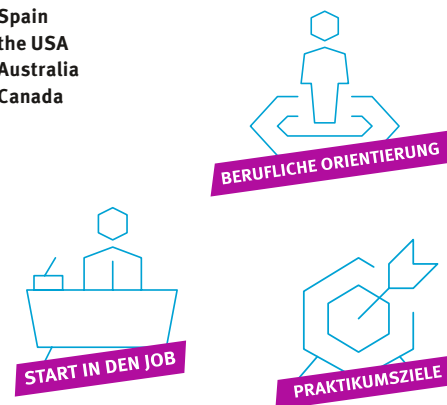 Spain
the USA
Australia
Canada
BERUFLICHE ORIENTIERUNG
START IN DEN JOB
PRAKTIKUMSZIELE